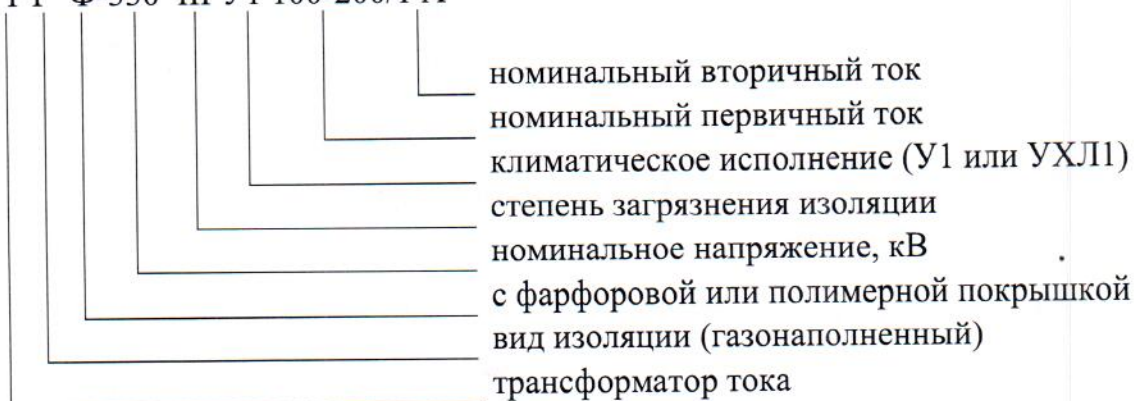 номинальный вторичный ток
номинальный первичный ток
климатическое исполнение (У1 или УХЛ1)
степень загрязнения изоляции
номинальное напряжение, кВ
с фарфоровой или полимерной покрышкой
вид изоляции (газонаполненный)
трансформатор тока